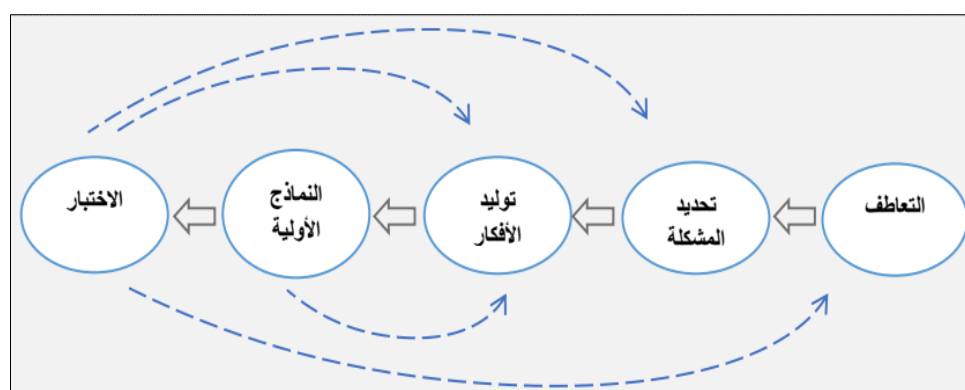 التعاطف
تحديد
المشكلة
توليد
الأفكار
النماذج
الأولية
الاختبار